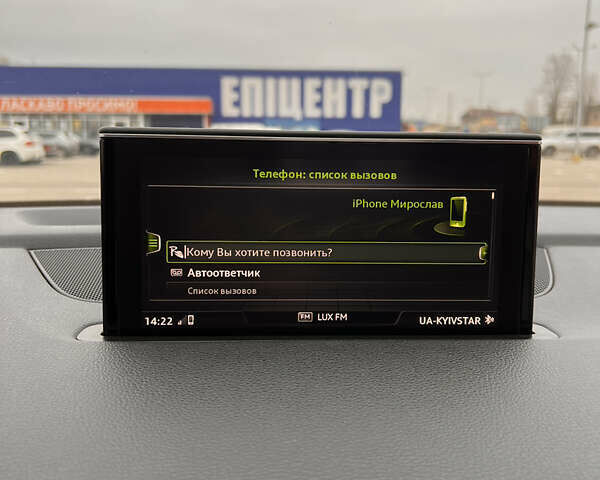 ЕПІЦЕНТР
ЛАСКАВО ПРОСИМО
Телефон: список вызовов
iPhone Мирослав
Кому Вы хотите позвонить?
Автоответчик
Список вызовов
14:22
FM LUX FM
UA-KYIVSTAR